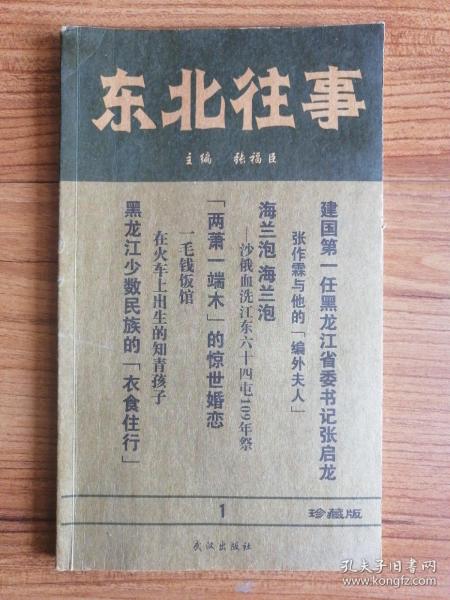 东北往事
主编 张福臣
建国第一任黑龙江省委书记张启龙
张作霖与他的「编外夫人」
海兰泡 海兰泡
——沙俄血洗江东六十四屯109年祭
「两萧一端木」的惊世婚恋
一毛钱饭馆
在火车上出生的知青孩子
黑龙江少数民族的「衣食住行」
1
珍藏版
武汉出版社
孔夫子旧书网
www.kongfz.com